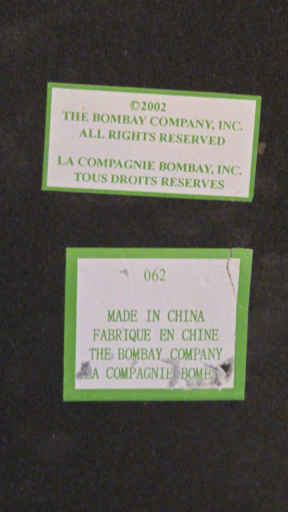 ©2002
THE BOMBAY COMPANY, INC.
ALL RIGHTS RESERVED
LA COMPAGNIE BOMBAY, INC.
TOUS DROITS RESERVES
062
MADE IN CHINA
FABRIQUE EN CHINE
THE BOMBAY COMPANY
LA COMPAGNIE